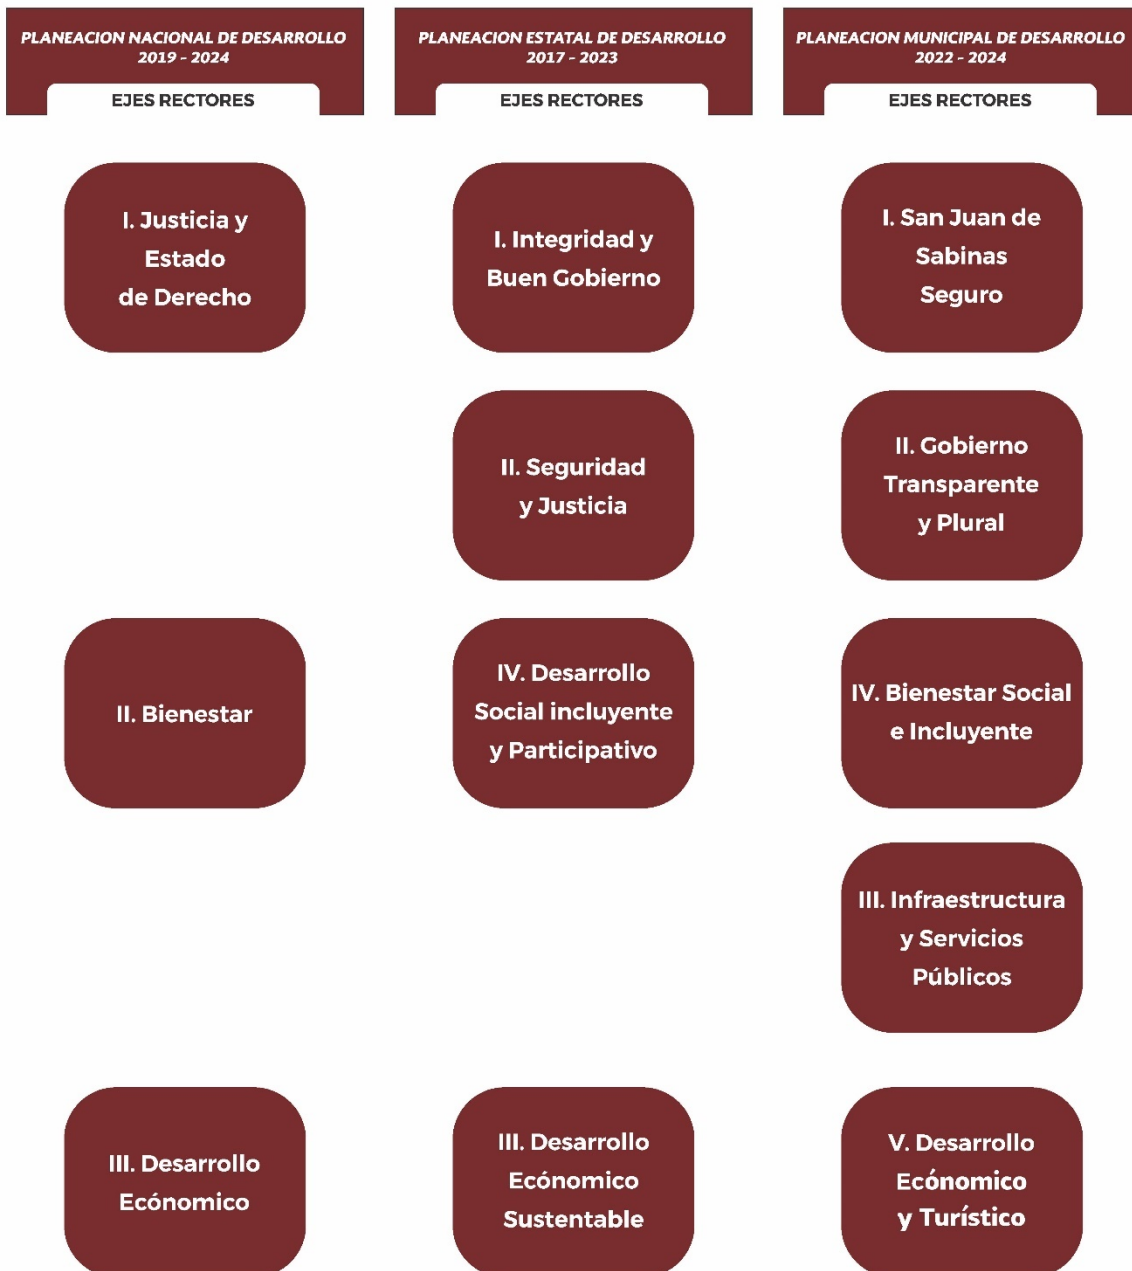 PLANEACION NACIONAL DE DESARROLLO
2019 - 2024
EJES RECTORES
PLANEACION ESTATAL DE DESARROLLO
2017 - 2023
EJES RECTORES
PLANEACION MUNICIPAL DE DESARROLLO
2022 - 2024
EJES RECTORES
I. Justicia y
Estado
de Derecho
I. Integridad y
Buen Gobierno
I. San Juan de
Sabinas
Seguro
II. Seguridad
y Justicia
II. Gobierno
Transparente
y Plural
II. Bienestar
IV. Desarrollo
Social incluyente
y Participativo
IV. Bienestar Social
e Incluyente
III. Infraestructura
y Servicios
Públicos
III. Desarrollo
Ecónomico
III. Desarrollo
Ecónomico
Sustentable
V. Desarrollo
Ecónomico
y Turístico